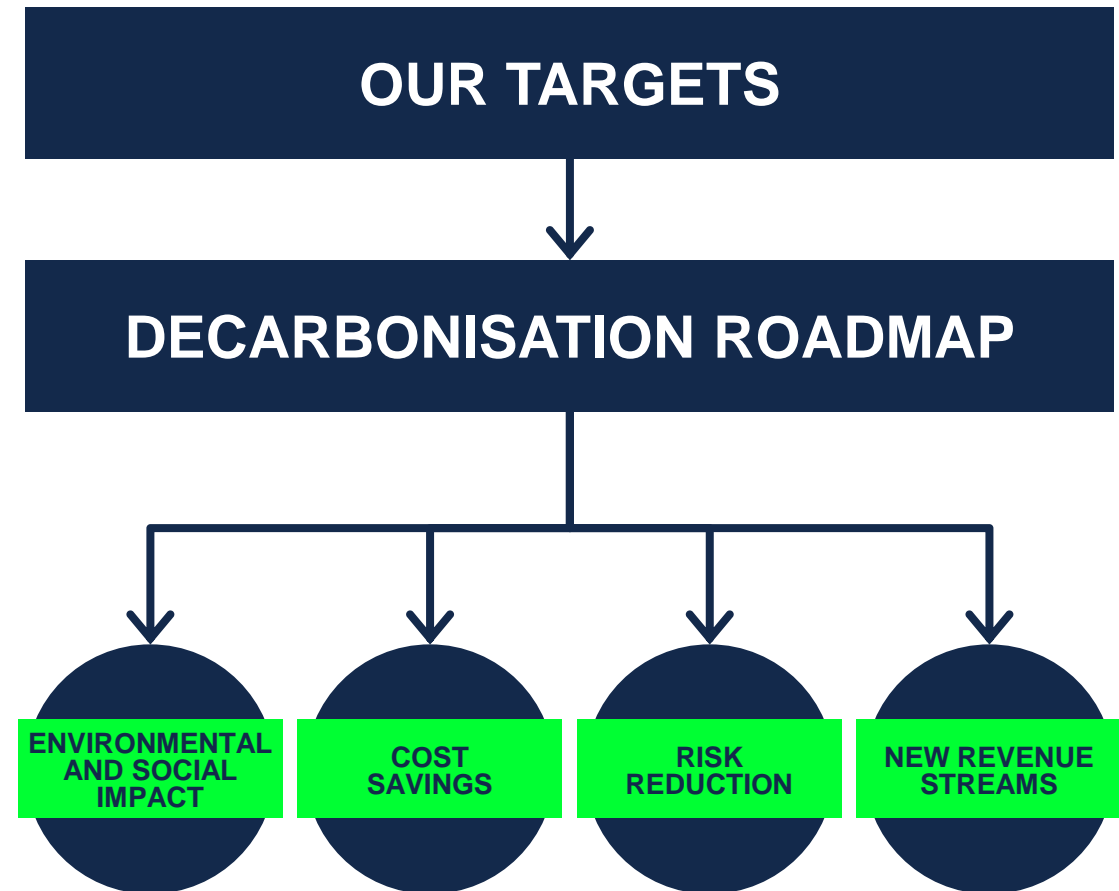 OUR TARGETS
DECARBONISATION ROADMAP
ENVIRONMENTAL
AND SOCIAL
IMPACT
COST
SAVINGS
RISK
REDUCTION
NEW REVENUE
STREAMS